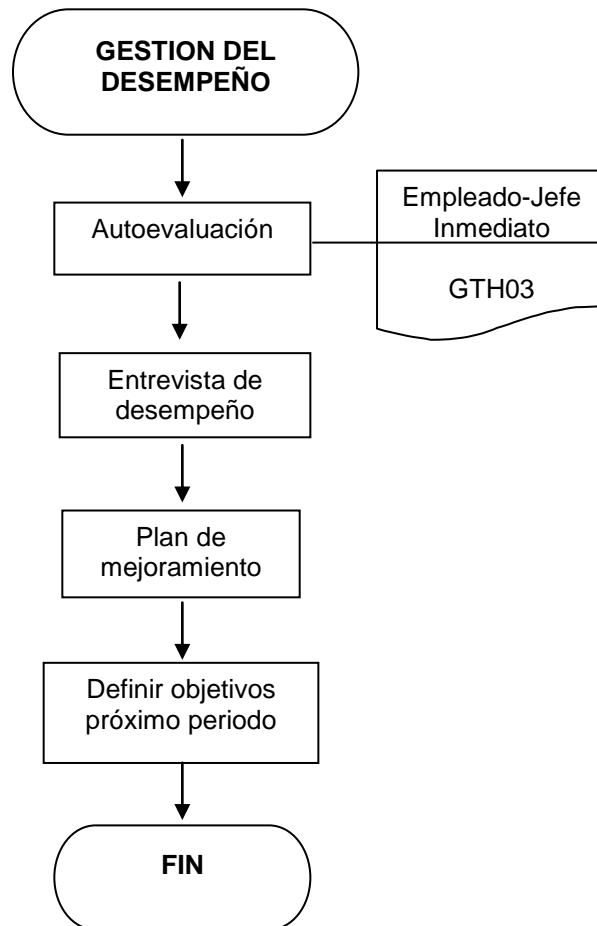 GESTION DEL
DESEMPEÑO
Autoevaluación
Empleado-Jefe
Inmediato
GTH03
Entrevista de
desempeño
Plan de
mejoramiento
Definir objetivos
próximo periodo
FIN